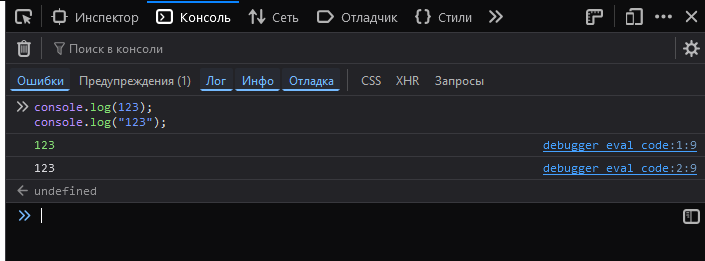 Инспектор Консоль Сеть Отладчик {} Стили
Поиск в консоли
Ошибки Предупреждения (1) Лог Инфо Отладка CSS XHR Запросы
console.log(123);
console.log("123");
123 debugger eval code:1:9
123 debugger eval code:2:9
undefined